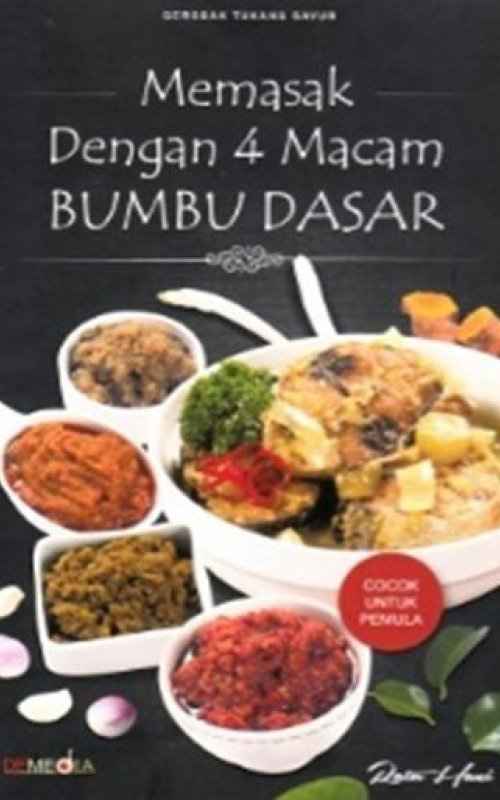 GEROBAK TUKANG SAYUR
Memasak
Dengan 4 Macam
BUMBU DASAR
COCOK
UNTUK
PEMULA
DEMEDIA